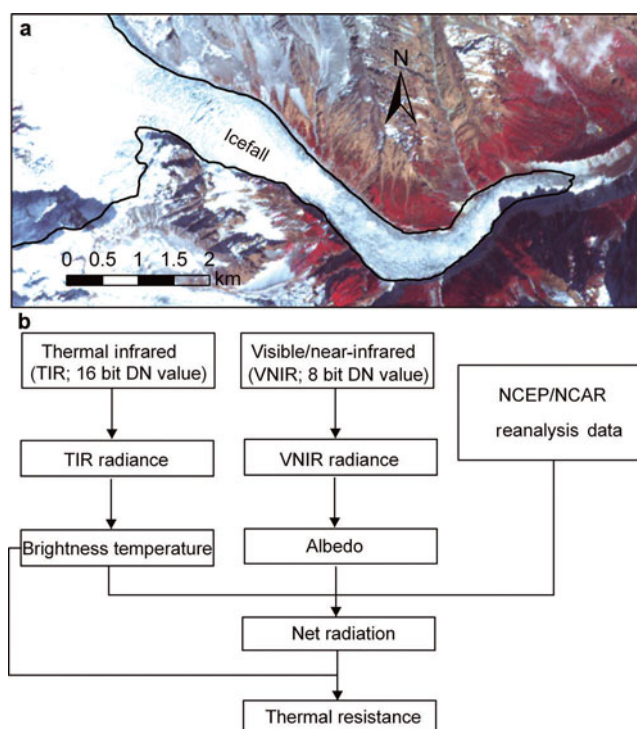 a
N
Icefall
0 0.5 1 1.5 2
km
b
Thermal infrared
(TIR; 16 bit DN value)
Visible/near-infrared
(VNIR; 8 bit DN value)
NCEP/NCAR
reanalysis data
TIR radiance
VNIR radiance
Brightness temperature
Albedo
Net radiation
Thermal resistance